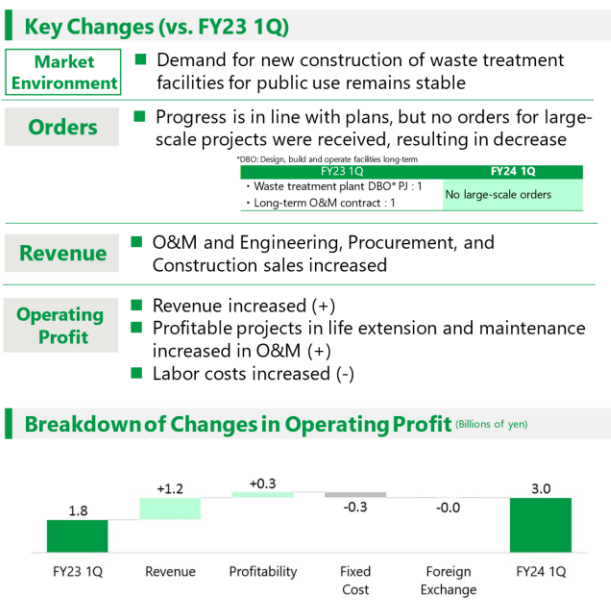 Key Changes (vs. FY23 1Q)
Market
Environment
■ Demand for new construction of waste treatment
facilities for public use remains stable
Orders
■ Progress is in line with plans, but no orders for large-
scale projects were received, resulting in decrease
*DBO: Design, build and operate facilities long-term
FY23 1Q FY24 1Q
・Waste treatment plant DBO* PJ : 1
・Long-term O&M contract : 1
No large-scale orders
Revenue
■ O&M and Engineering, Procurement, and
Construction sales increased
Operating
Profit
■ Revenue increased (+)
■ Profitable projects in life extension and maintenance
increased in O&M (+)
■ Labor costs increased (-)
Breakdown of Changes in Operating Profit (Billions of yen)
1.8
+1.2
+0.3
-0.3
-0.0
3.0
FY23 1Q
Revenue
Profitability
Fixed
Cost
Foreign
Exchange
FY24 1Q